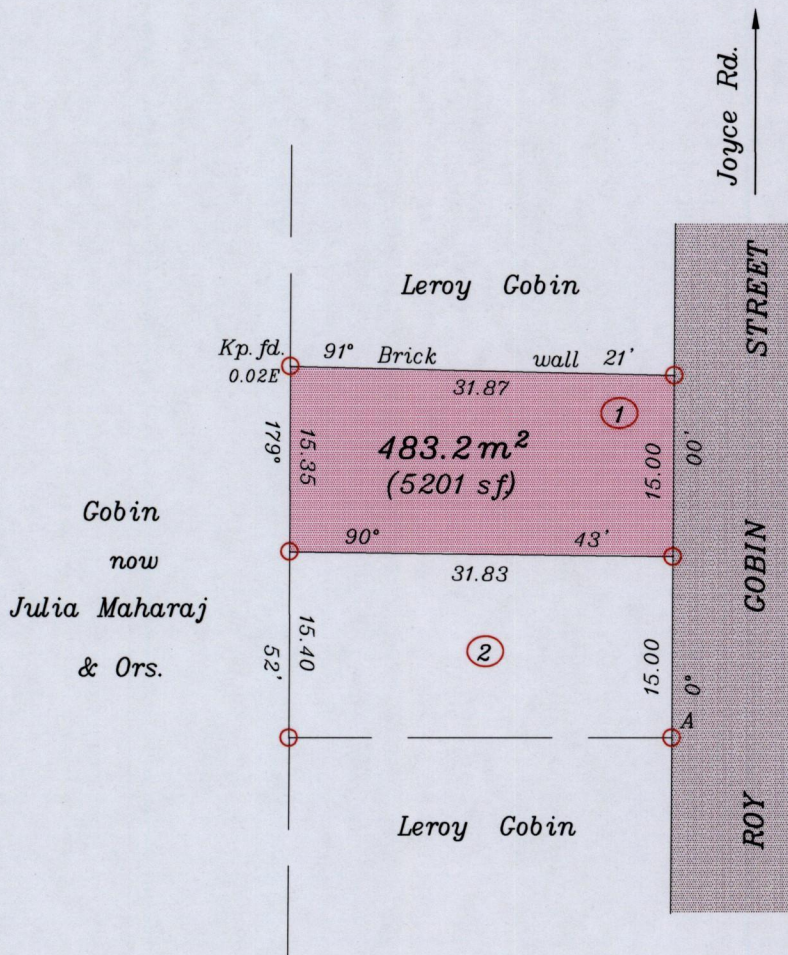 Joyce Rd.
STREET
GOBIN
ROY
Leroy Gobin
Kp. fd.
0.02E
91° Brick wall 21'
31.87
1
483.2 m²
(5201 sf)
179°
15.35
15.00
00'
90° 43'
31.83
Gobin
now
Julia Maharaj
& Ors.
52'
15.40
2
15.00
0°
A
Leroy Gobin